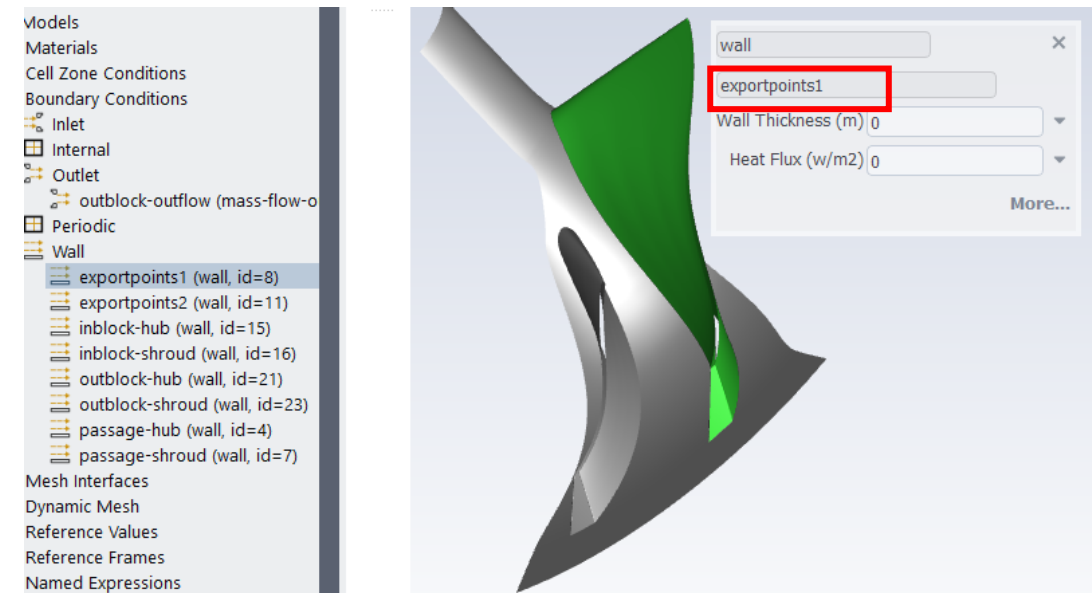 Models
Materials
Cell Zone Conditions
Boundary Conditions
Inlet
Internal
Outlet
outblock-outflow (mass-flow-o
Periodic
Wall
exportpoints1 (wall, id=8)
exportpoints2 (wall, id=11)
inblock-hub (wall, id=15)
inblock-shroud (wall, id=16)
outblock-hub (wall, id=21)
outblock-shroud (wall, id=23)
passage-hub (wall, id=4)
passage-shroud (wall, id=7)
Mesh Interfaces
Dynamic Mesh
Reference Values
Reference Frames
Named Expressions
wall
exportpoints1
Wall Thickness (m) 0
Heat Flux (w/m2) 0
More...